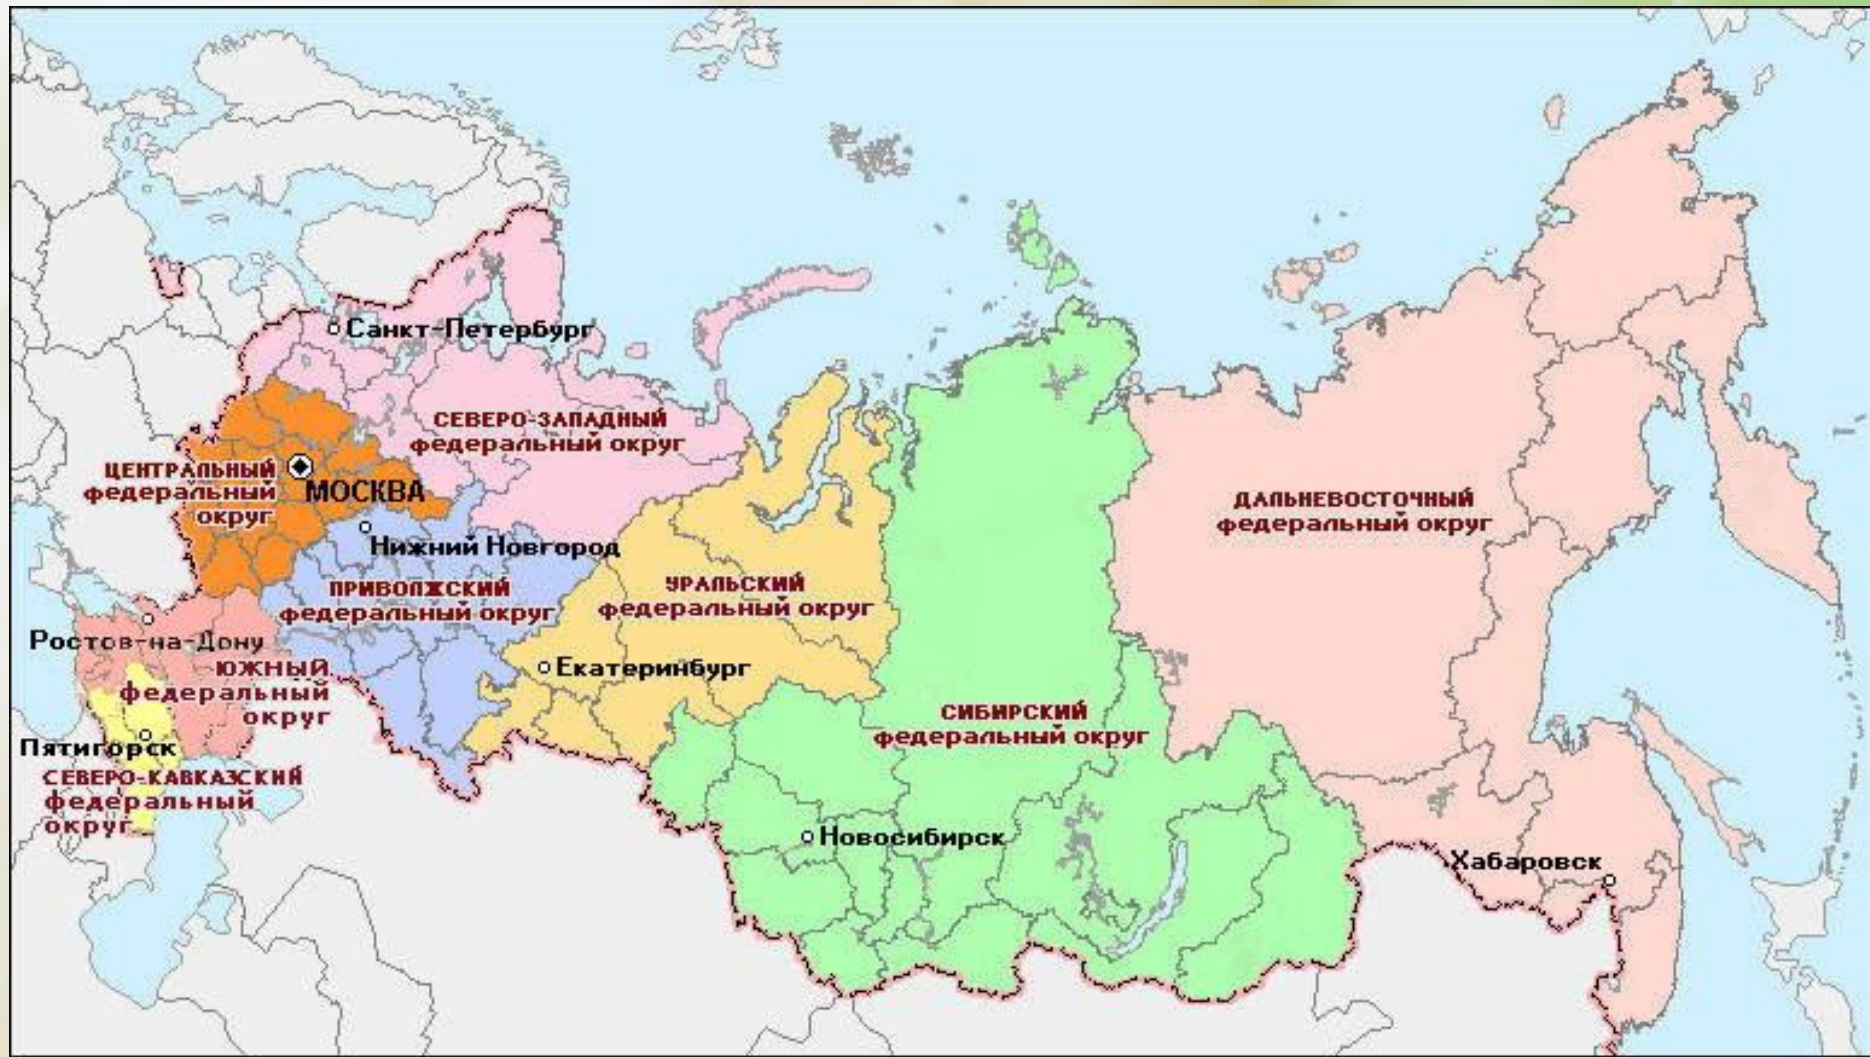 Санкт-Петербург
СЕВЕРО-ЗАПАДНЫЙ
федеральный округ
ЦЕНТРАЛЬНЫЙ
федеральный
округ
МОСКВА
ДАЛЬНЕВОСТОЧНЫЙ
федеральный округ
Нижний Новгород
ПРИВОЛЖСКИЙ
федеральный округ
УРАЛЬСКИЙ
федеральный округ
Ростов-на-Дону
ЮЖНЫЙ
федеральный
округ
Екатеринбург
СИБИРСКИЙ
федеральный округ
Пятигорск
СЕВЕРО-КАВКАЗСКИЙ
федеральный
округ
Новосибирск
Хабаровск